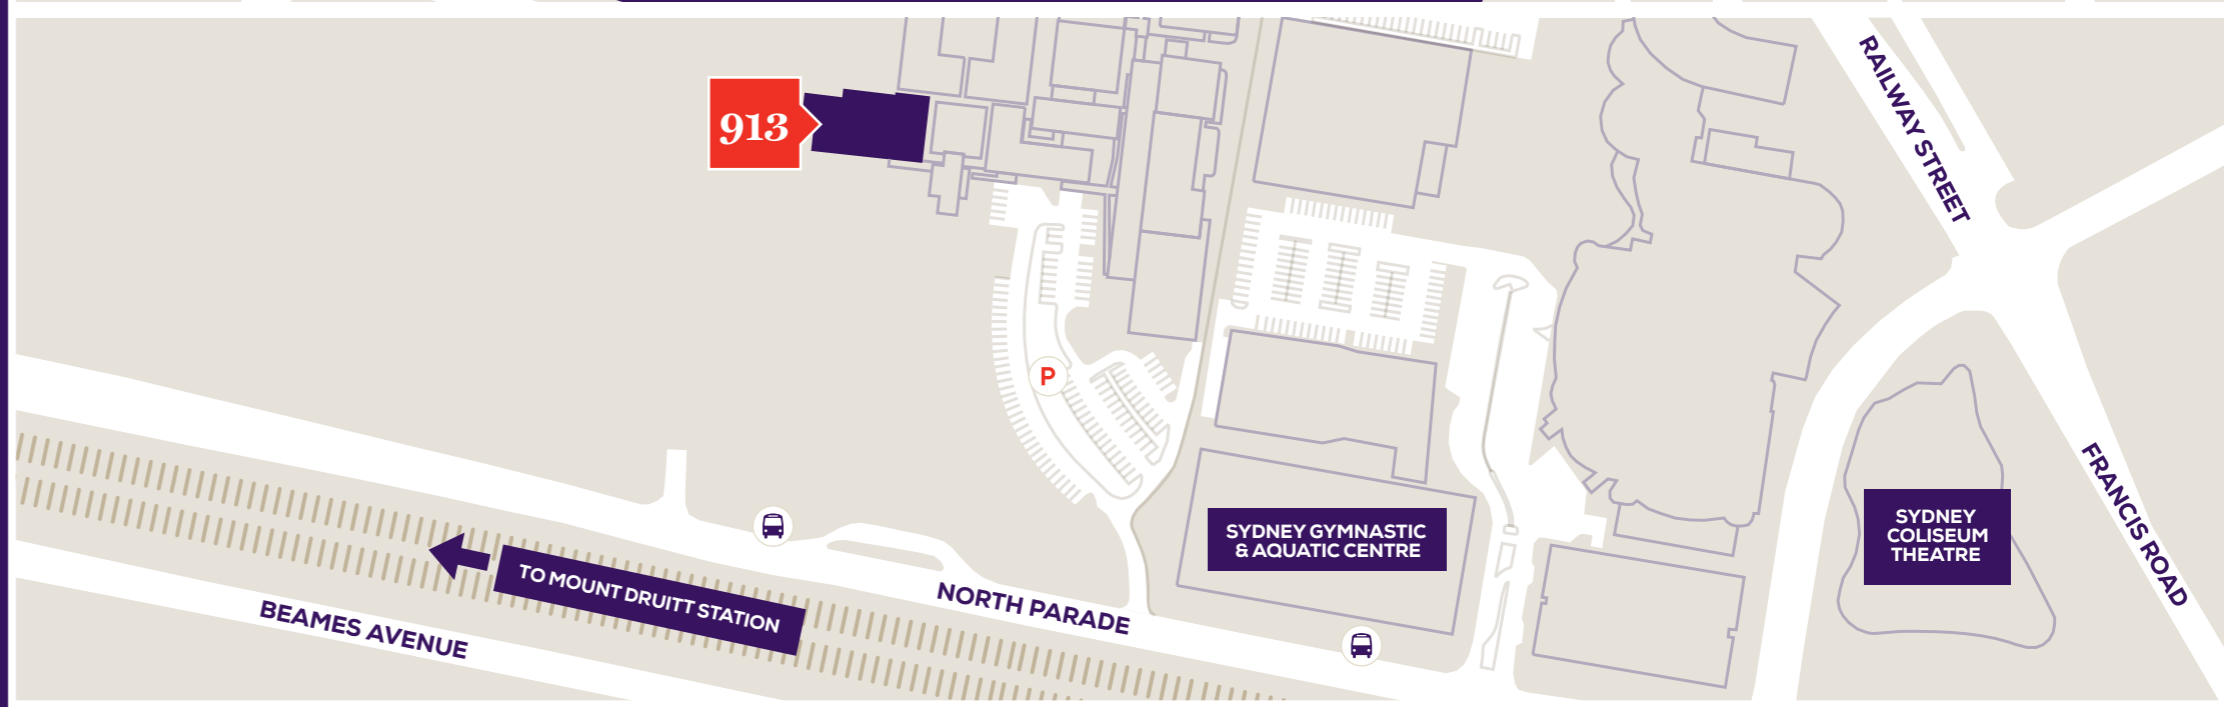 RAILWAY STREET
913
P
FRANCIS ROAD
SYDNEY GYMNASTIC
& AQUATIC CENTRE
SYDNEY
COLISEUM
THEATRE
TO MOUNT DRUITT STATION
NORTH PARADE
BEAMES AVENUE